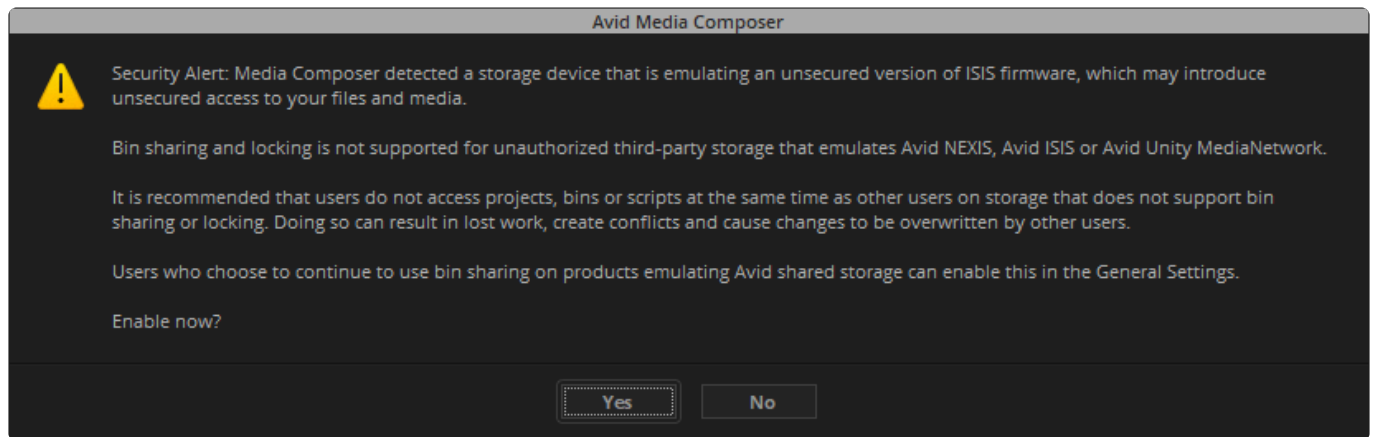 Avid Media Composer
Security Alert: Media Composer detected a storage device that is emulating an unsecured version of ISIS firmware, which may introduce
unsecured access to your files and media.
Bin sharing and locking is not supported for unauthorized third-party storage that emulates Avid NEXIS, Avid ISIS or Avid Unity MediaNetwork.
It is recommended that users do not access projects, bins or scripts at the same time as other users on storage that does not support bin
sharing or locking. Doing so can result in lost work, create conflicts and cause changes to be overwritten by other users.
Users who choose to continue to use bin sharing on products emulating Avid shared storage can enable this in the General Settings.
Enable now?
Yes No